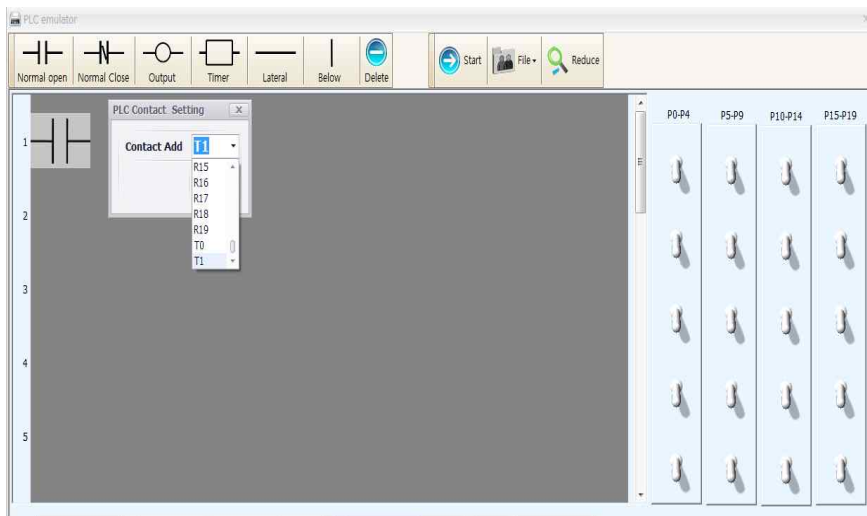 PLC emulator
Normal open Normal Close Output Timer Lateral Below Delete Start File Reduce
PLC Contact Setting x
Contact Add T1
R15
R16
R17
R18
R19
T0
T1
1
2
3
4
5
P0-P4 P5-P9 P10-P14 P15-P19